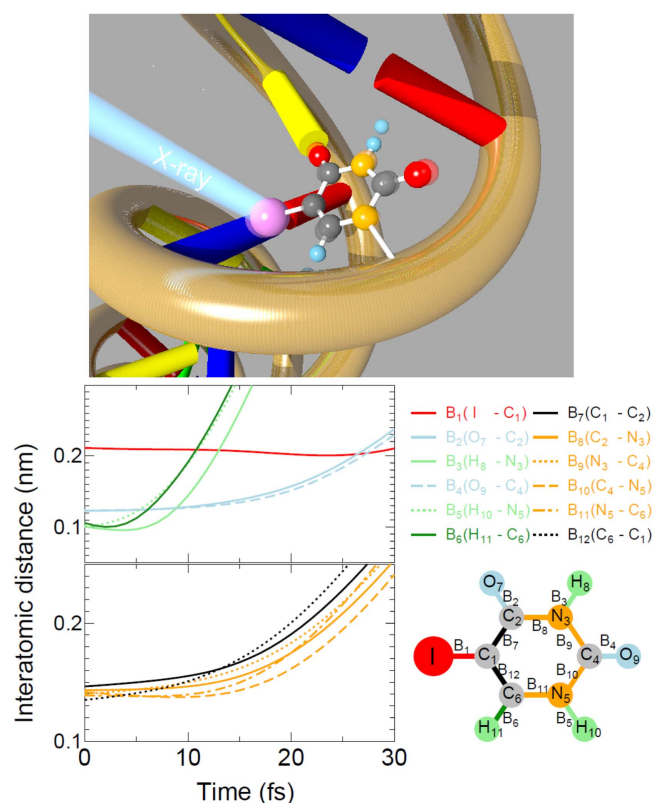 X-ray
Interatomic distance (nm)
0.2
0.1
0.2
0.1
0 10 20 30
Time (fs)
B₁( I - C₁) B₇(C₁ - C₂)
B₂(O₇ - C₂) B₈(C₂ - N₃)
B₃(H₈ - N₃) B₉(N₃ - C₄)
B₄(O₉ - C₄) B₁₀(C₄ - N₅)
B₅(H₁₀ - N₅) B₁₁(N₅ - C₆)
B₆(H₁₁ - C₆) B₁₂(C₆ - C₁)
O₇ H₈
B₂ B₃
C₂ B₈ N₃
B₇ B₉ B₄
I B₁ C₁ C₄ O₉
B₁₂ B₁₀
C₆ B₁₁ N₅
B₆ B₅
H₁₁ H₁₀